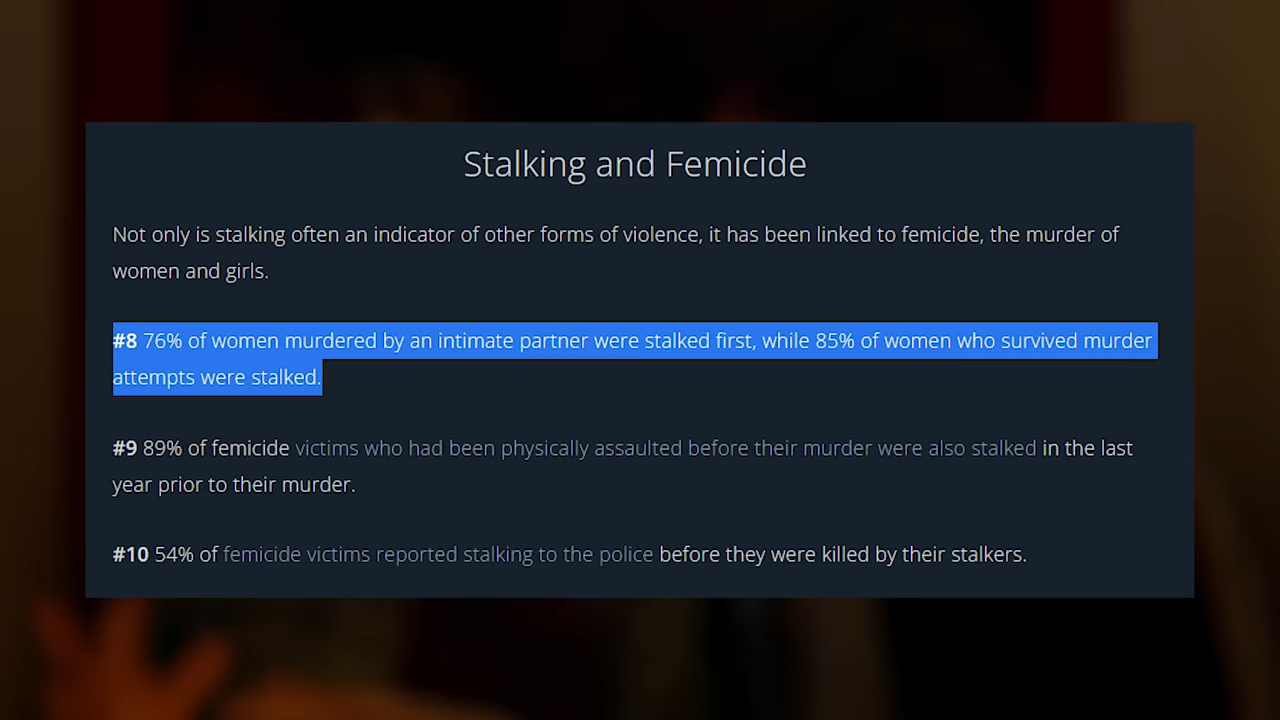 Stalking and Femicide
Not only is stalking often an indicator of other forms of violence, it has been linked to femicide, the murder of
women and girls.
#8 76% of women murdered by an intimate partner were stalked first, while 85% of women who survived murder
attempts were stalked.
#9 89% of femicide victims who had been physically assaulted before their murder were also stalked in the last
year prior to their murder.
#10 54% of femicide victims reported stalking to the police before they were killed by their stalkers.